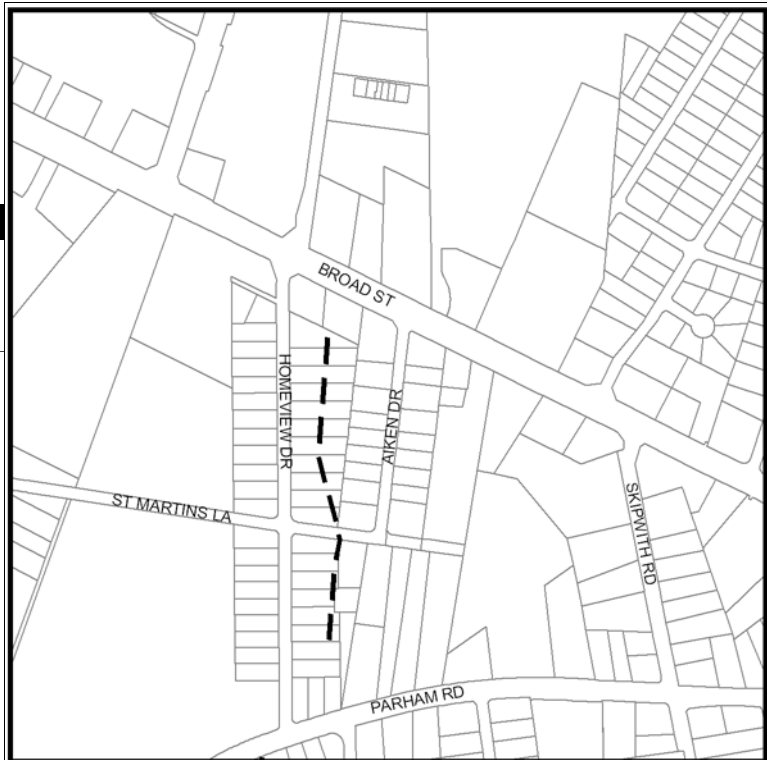 BROAD ST
HOMEVIEW DR
AIKEN DR
ST MARTINS LA
SKIPWITH RD
PARHAM RD